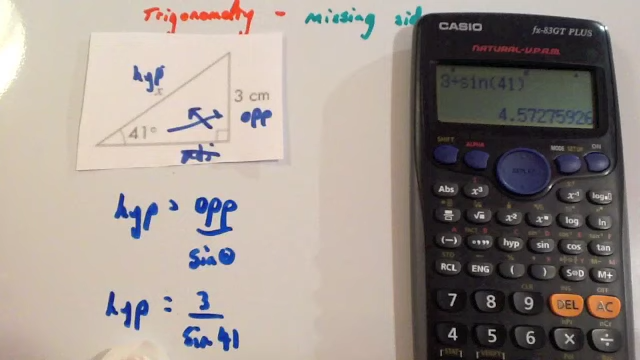 Trigonometry - missing
hyp
x
3 cm
opp
41°
adj
hyp = opp
sinθ
hyp = 3
sin 41
CASIO
fx-83GT PLUS
NATURAL-V.P.A.M.
3÷sin(41)
4.57275926
SHIFT ALPHA MODE SETUP ON
REPLAY
Abs x³ x⁻¹ log
√ x² log ln
(−) hyp sin cos tan
RCL ENG ( ) S⇔D M+
7 8 9 DEL AC
4 5 6 × ÷